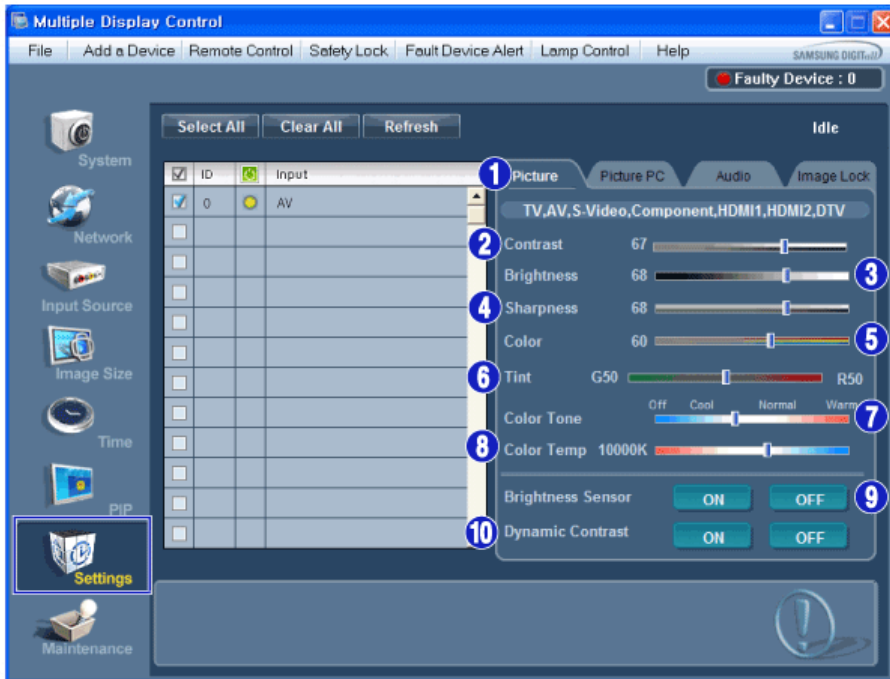 Multiple Display Control
File Add a Device Remote Control Safety Lock Fault Device Alert Lamp Control Help SAMSUNG DIGITall
Faulty Device : 0
Select All Clear All Refresh Idle
System
Network
Input Source
Image Size
Time
PIP
Settings
Maintenance
ID Input
0 AV
1 Picture Picture PC Audio Image Lock
TV,AV,S-Video,Component,HDMI1,HDMI2,DTV
2 Contrast 67
Brightness 68 3
4 Sharpness 68
Color 60 5
6 Tint G50 R50
Off Cool Normal Warm
Color Tone 7
8 Color Temp 10000K
Brightness Sensor ON OFF 9
10 Dynamic Contrast ON OFF